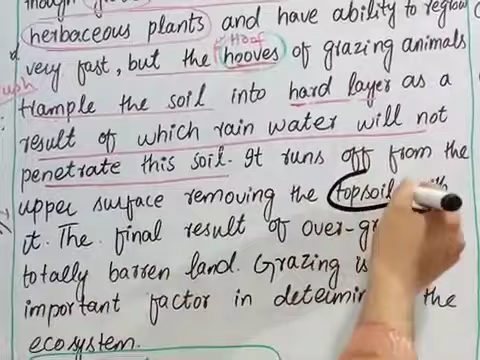 though
herbaceous plants and have ability to regrow
Hoof
very fast, but the hooves of grazing animals
trample the soil into hard layer as a
result of which rain water will not
penetrate this soil. It runs off from the
upper surface removing the topsoil
it. The final result of
totally barren land. Grazing is
important factor in the
ecosystem.